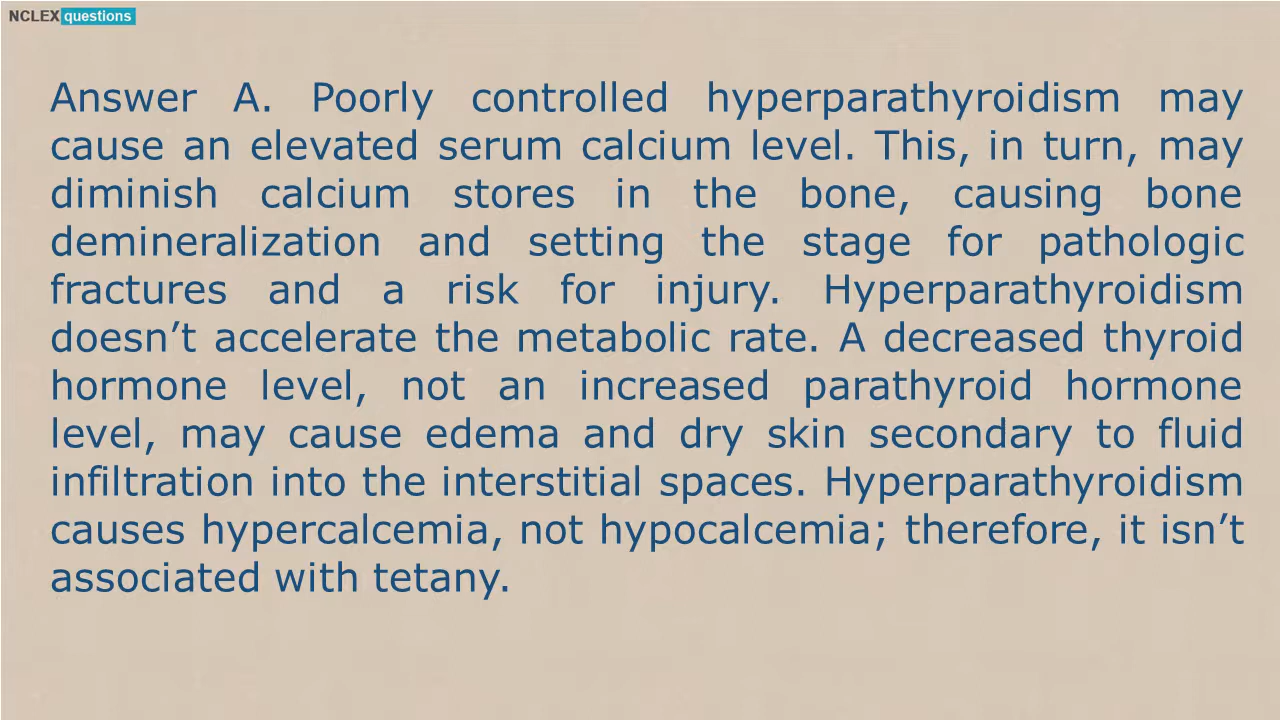 NCLEX questions
Answer A. Poorly controlled hyperparathyroidism may
cause an elevated serum calcium level. This, in turn, may
diminish calcium stores in the bone, causing bone
demineralization and setting the stage for pathologic
fractures and a risk for injury. Hyperparathyroidism
doesn’t accelerate the metabolic rate. A decreased thyroid
hormone level, not an increased parathyroid hormone
level, may cause edema and dry skin secondary to fluid
infiltration into the interstitial spaces. Hyperparathyroidism
causes hypercalcemia, not hypocalcemia; therefore, it isn’t
associated with tetany.